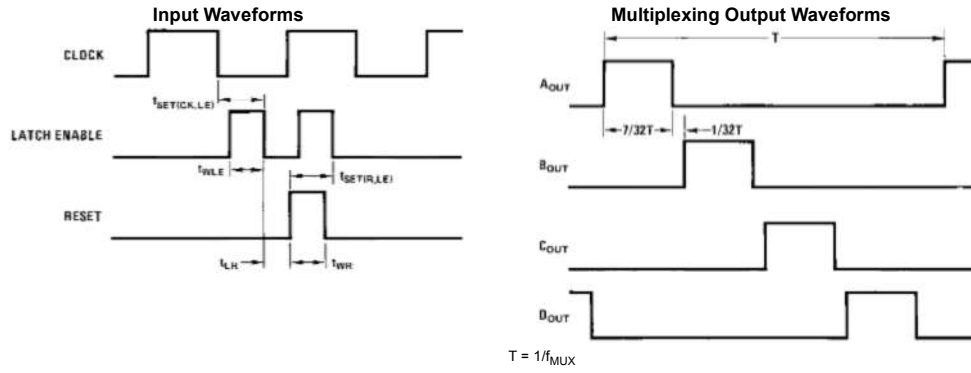 Input Waveforms
CLOCK
tSET(CK,LE)
LATCH ENABLE
tWLE
tSET(R,LE)
RESET
tLR
tWR
Multiplexing Output Waveforms
T
AOUT
7/32T
1/32T
BOUT
COUT
DOUT
T = 1/fMUX